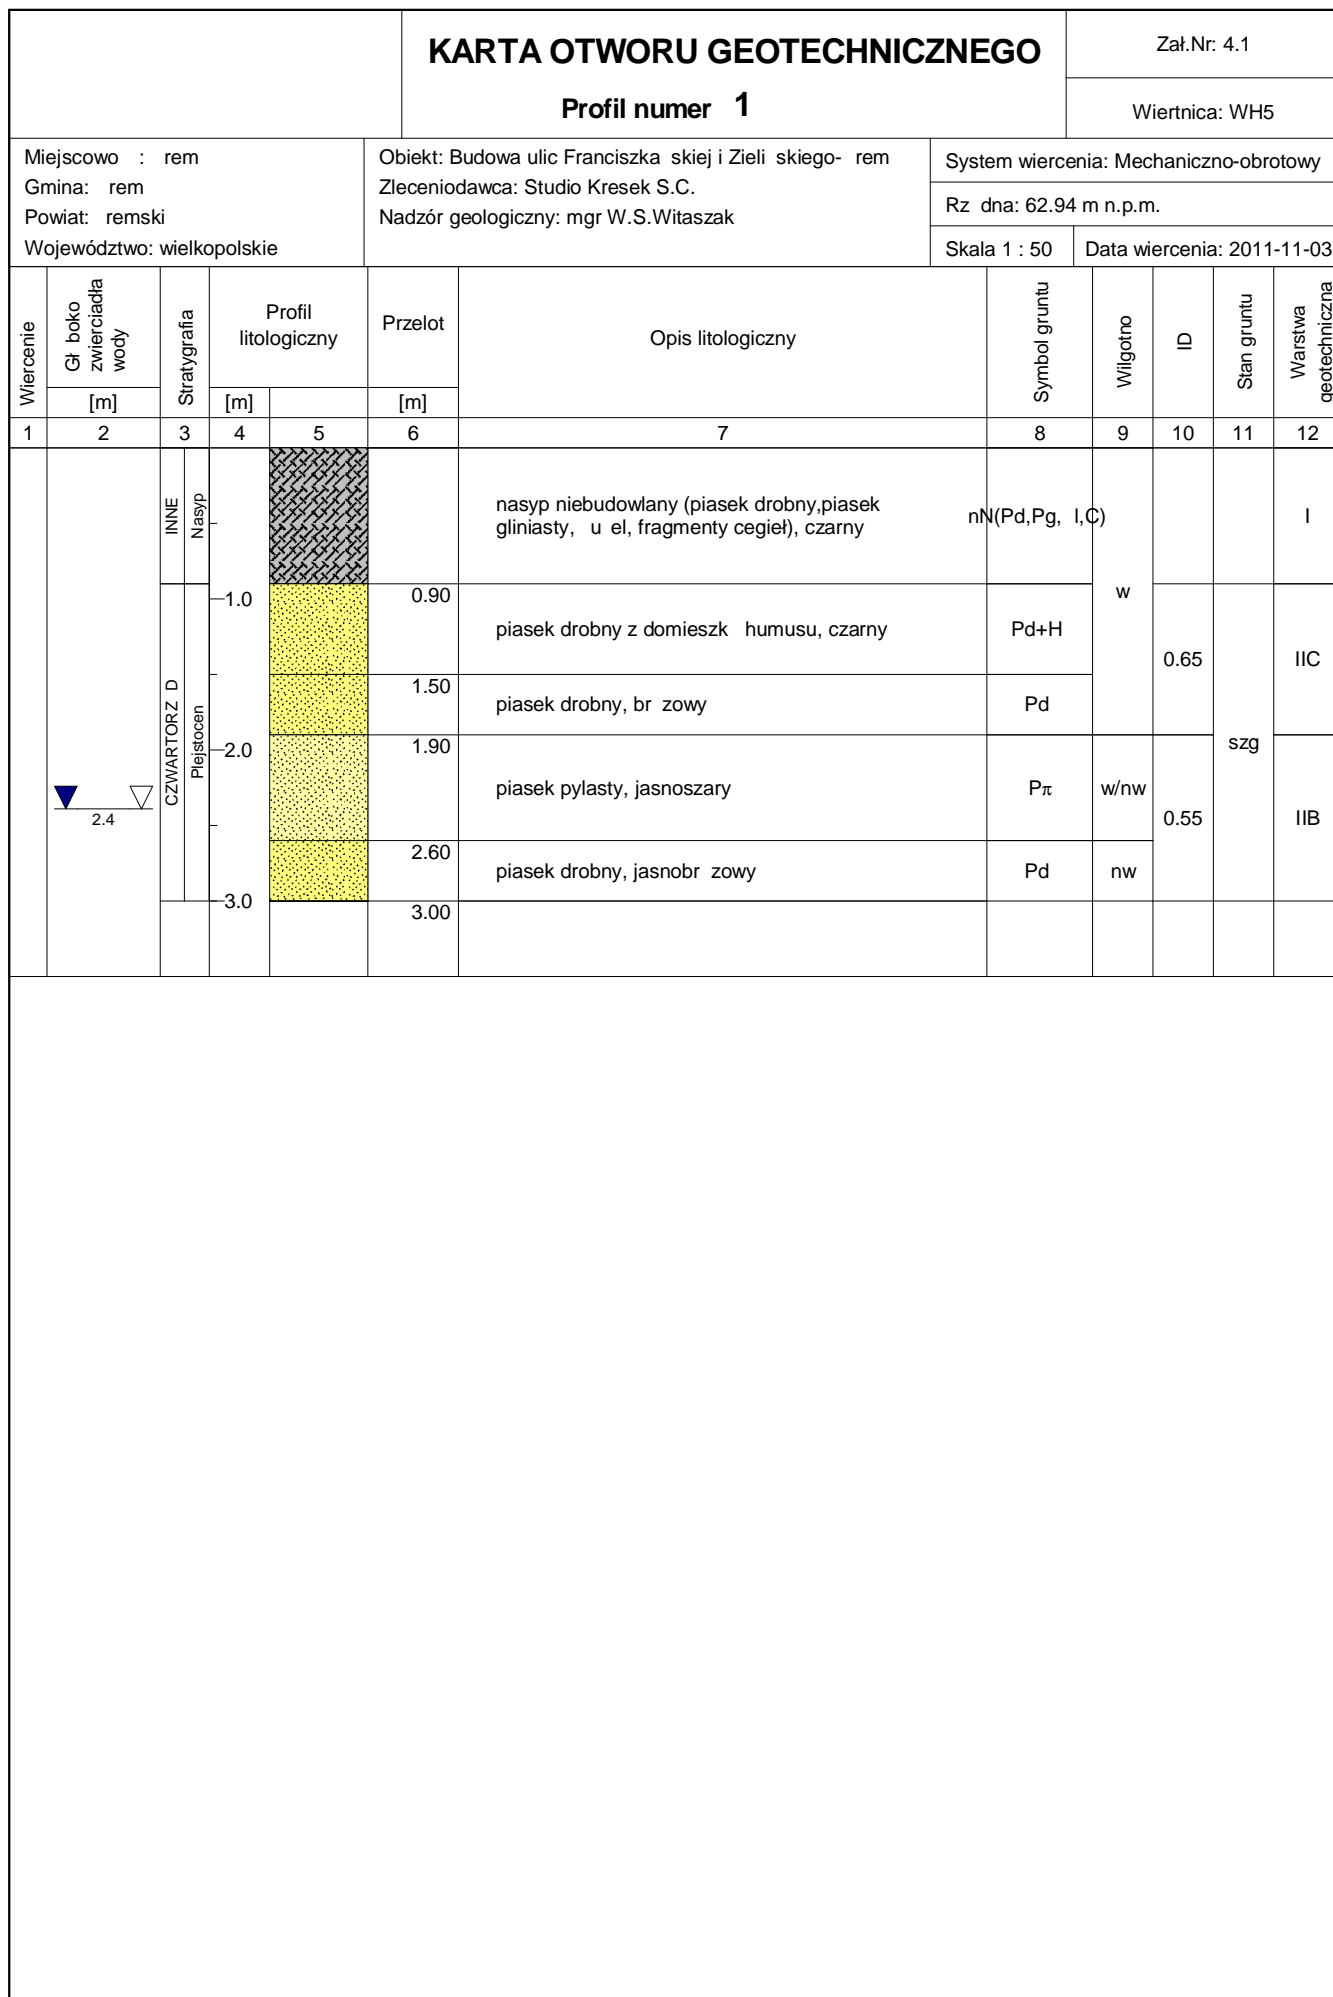 KARTA OTWORU GEOTECHNICZNEGO
Profil numer 1
Zał.Nr: 4.1
Wiertnica: WH5
Miejscowo : rem
Gmina: rem
Powiat: remski
Województwo: wielkopolskie
Obiekt: Budowa ulic Franciszka skiej i Zieli skiego- rem
Zleceniodawca: Studio Kresek S.C.
Nadzór geologiczny: mgr W.S.Witaszak
System wiercenia: Mechaniczno-obrotowy
Rz dna: 62.94 m n.p.m.
Skala 1 : 50
Data wiercenia: 2011-11-03
Wiercenie
Gł boko
zwierciadła
wody
[m]
Stratygrafia
Profil
litologiczny
[m]
Przelot
[m]
Opis litologiczny
Symbol gruntu
Wilgotno
ID
Stan gruntu
Warstwa
geotechniczna
1 2 3 4 5 6 7 8 9 10 11 12
INNE
Nasyp
nasyp niebudowlany (piasek drobny,piasek
gliniasty, u el, fragmenty cegieł), czarny
nN(Pd,Pg, l,C)
w
I
CZWARTORZ D
Plejstocen
1.0
0.90
piasek drobny z domieszk humusu, czarny
Pd+H
0.65
szg
IIC
1.50
piasek drobny, br zowy
Pd
2.0
1.90
piasek pylasty, jasnoszary
Pπ
w/nw
0.55
IIB
2.4
2.60
piasek drobny, jasnobr zowy
Pd
nw
3.0
3.00